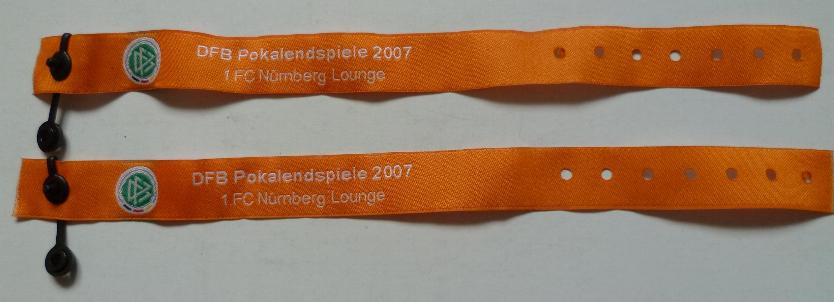 DFB Pokalendspiele 2007
1.FC Nürnberg Lounge
DFB Pokalendspiele 2007
1.FC Nürnberg Lounge